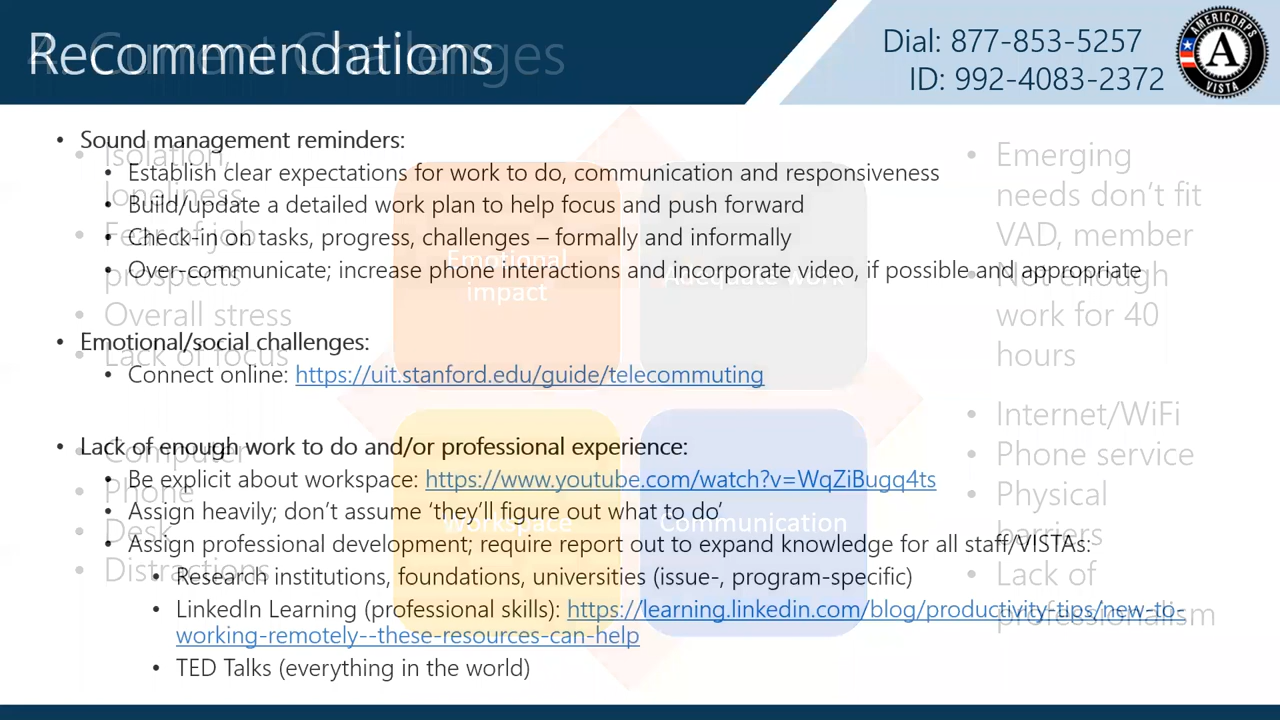 Recommendations
Current Challenges
Dial: 877-853-5257
ID: 992-4083-2372
AMERICORPS
A
VISTA
• Sound management reminders:
• Establish clear expectations for work to do, communication and responsiveness
• Build/update a detailed work plan to help focus and push forward
• Check-in on tasks, progress, challenges – formally and informally
• Over-communicate; increase phone interactions and incorporate video, if possible and appropriate
• Emotional/social challenges:
• Connect online: https://uit.stanford.edu/guide/telecommuting
• Lack of enough work to do and/or professional experience:
• Be explicit about workspace: https://www.youtube.com/watch?v=WqZiBugq4ts
• Assign heavily; don’t assume ‘they’ll figure out what to do’
• Assign professional development; require report out to expand knowledge for all staff/VISTAs:
• Research institutions, foundations, universities (issue-, program-specific)
• LinkedIn Learning (professional skills): https://learning.linkedin.com/blog/productivity-tips/new-to-
working-remotely--these-resources-can-help
• TED Talks (everything in the world)
• Isolation,
loneliness
• Fear of job
prospects
• Overall stress
• Lack of focus
Emotional
impact
Adequate work
• Emerging
needs don’t fit
VAD, member
• Not enough
work for 40
hours
• Computer
• Phone
• Desk
• Distractions
Workspace
Communication
• Internet/WiFi
• Phone service
• Physical
barriers
• Lack of
professionalism